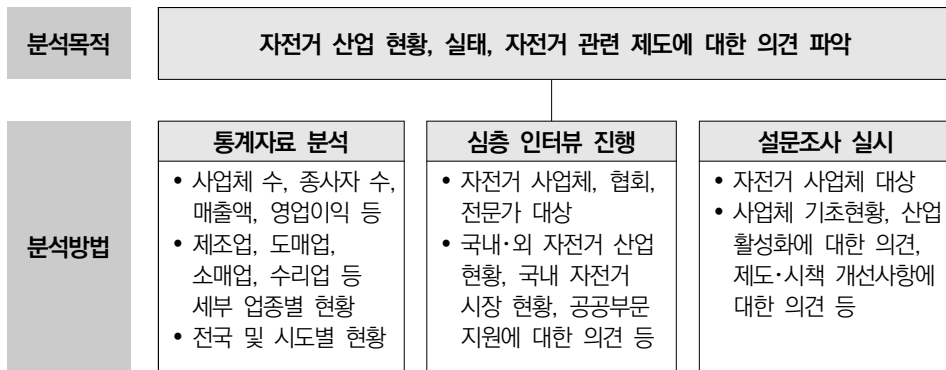 분석목적
자전거 산업 현황, 실태, 자전거 관련 제도에 대한 의견 파악
분석방법
통계자료 분석
• 사업체 수, 종사자 수,
매출액, 영업이익 등
• 제조업, 도매업,
소매업, 수리업 등
세부 업종별 현황
• 전국 및 시도별 현황
심층 인터뷰 진행
• 자전거 사업체, 협회,
전문가 대상
• 국내·외 자전거 산업
현황, 국내 자전거
시장 현황, 공공부문
지원에 대한 의견 등
설문조사 실시
• 자전거 사업체 대상
• 사업체 기초현황, 산업
활성화에 대한 의견,
제도·시책 개선사항에
대한 의견 등